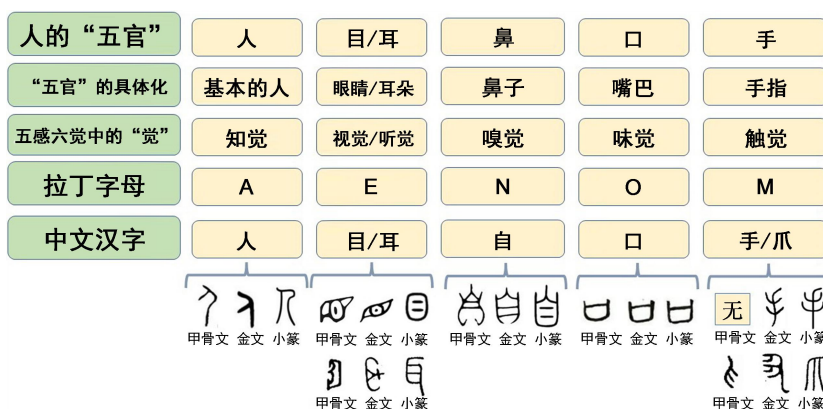 人的“五官” 人 目/耳 鼻 口 手
“五官”的具体化 基本的人 眼睛/耳朵 鼻子 嘴巴 手指
五感六觉中的“觉” 知觉 视觉/听觉 嗅觉 味觉 触觉
拉丁字母 A E N O M
中文汉字 人 目/耳 自 口 手/爪
无
甲骨文 金文 小篆 甲骨文 金文 小篆 甲骨文 金文 小篆 甲骨文 金文 小篆 甲骨文 金文 小篆
甲骨文 金文 小篆 甲骨文 金文 小篆